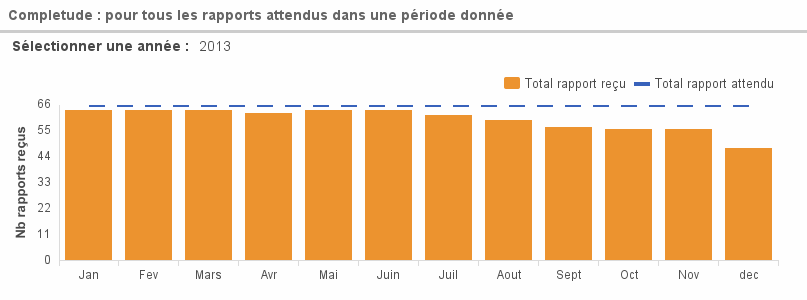 Completude : pour tous les rapports attendus dans une période donnée
Sélectionner une année : 2013
Total rapport reçu Total rapport attendu
Nb rapports reçus
66
55
44
33
22
11
0
Jan Fev Mars Avr Mai Juin Juil Aout Sept Oct Nov dec